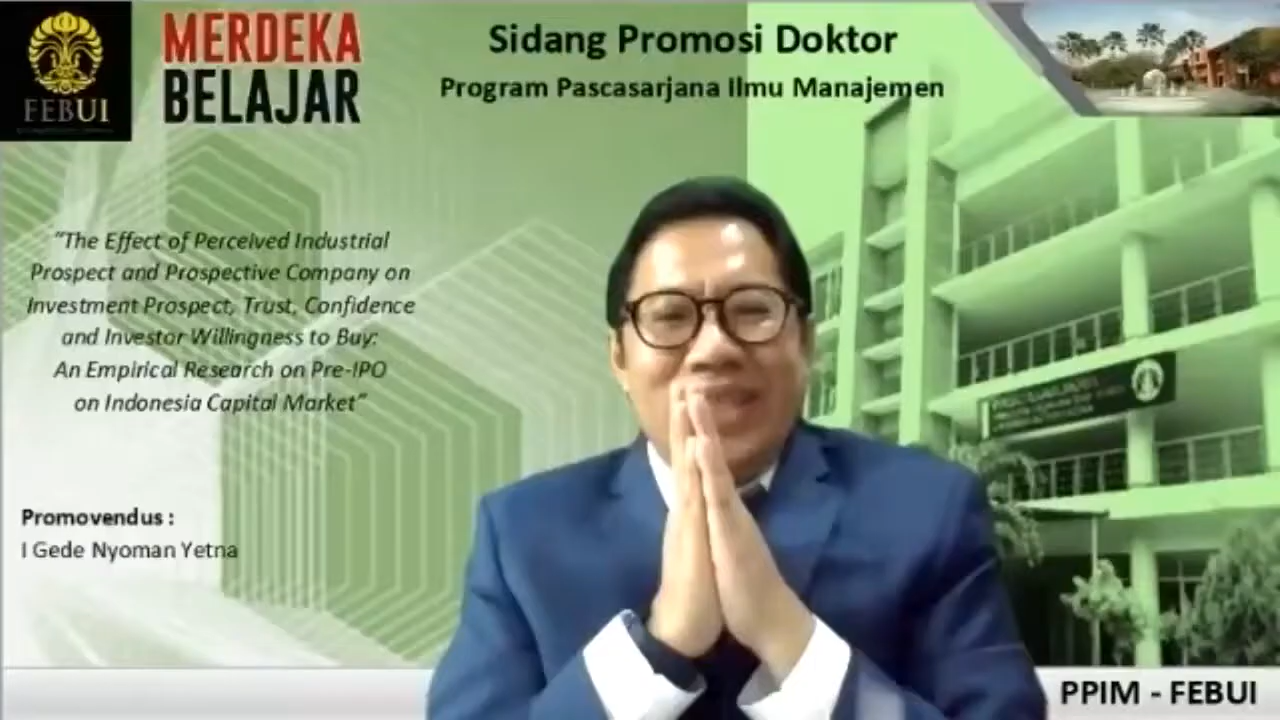 FEBUI
MERDEKA
BELAJAR
Sidang Promosi Doktor
Program Pascasarjana Ilmu Manajemen
“The Effect of Perceived Industrial
Prospect and Prospective Company on
Investment Prospect, Trust, Confidence
and Investor Willingness to Buy:
An Empirical Research on Pre-IPO
on Indonesia Capital Market”
Promovendus :
I Gede Nyoman Yetna
PPIM - FEBUI